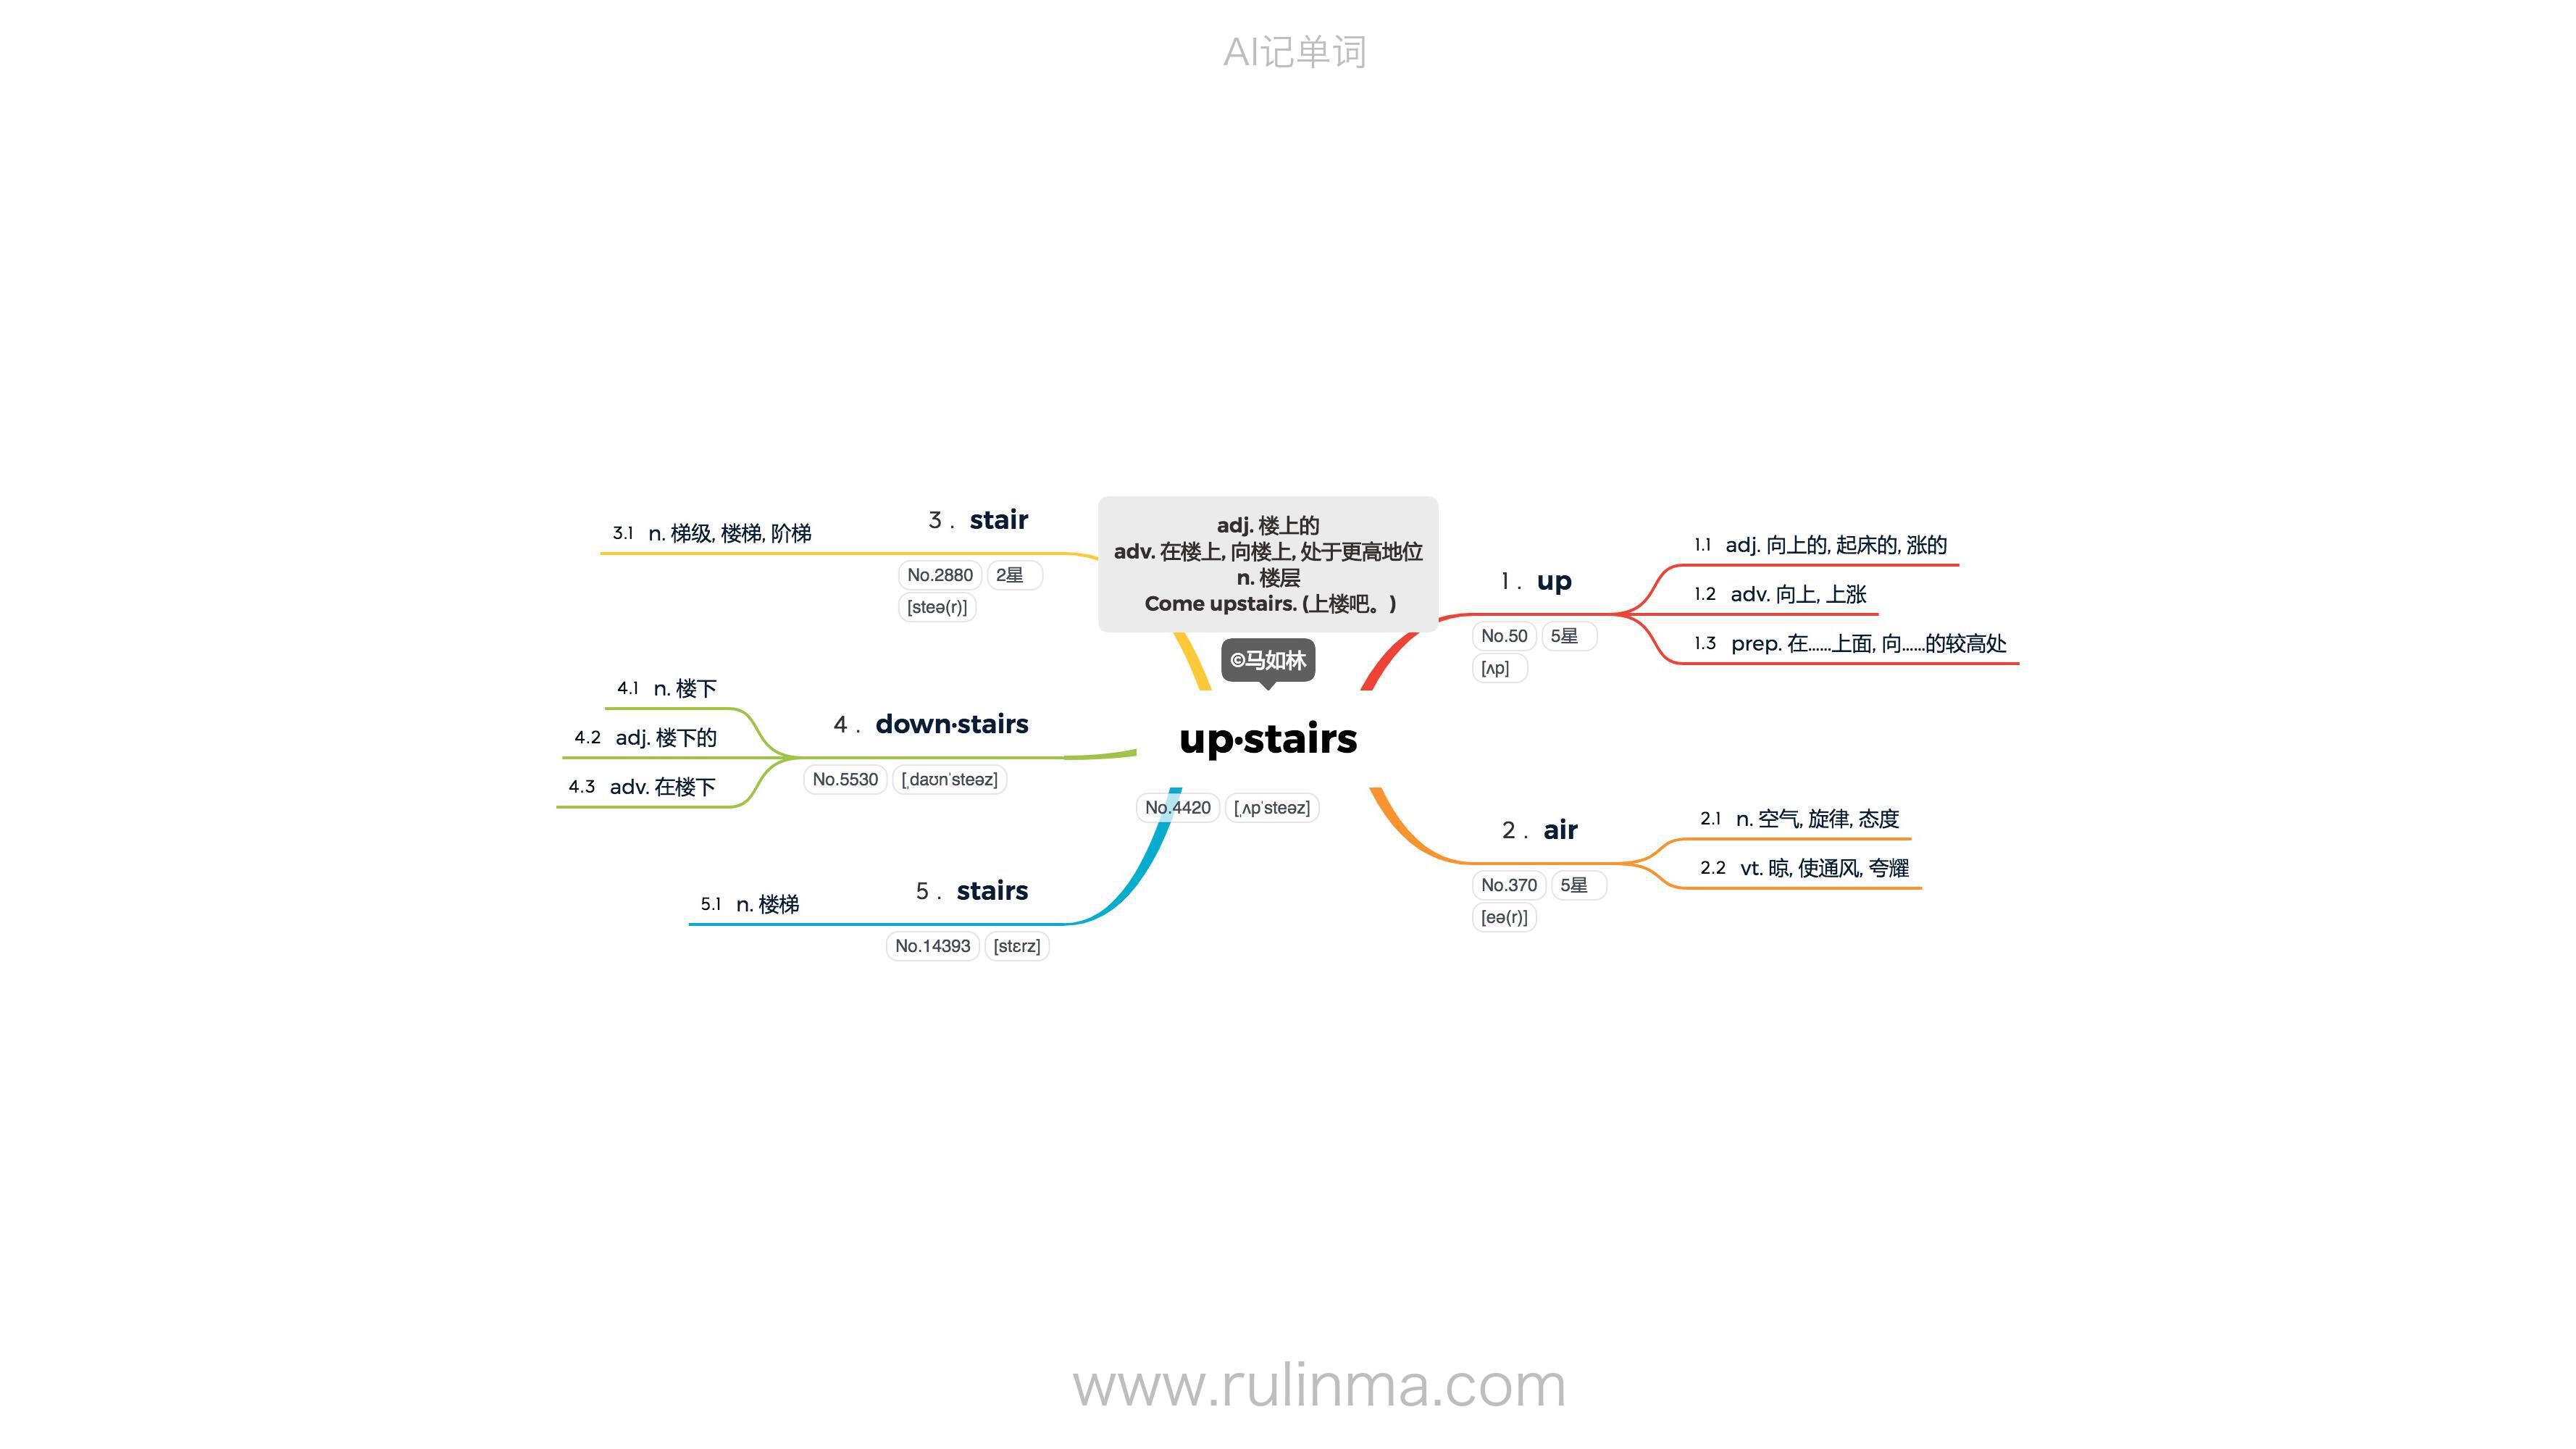 AI记单词
adj. 楼上的
adv. 在楼上, 向楼上, 处于更高地位
n. 楼层
Come upstairs. (上楼吧。)
©马如林
up·stairs
No.4420 [ˌʌpˈsteəz]
1 . up
No.50 5星
[ʌp]
1.1 adj. 向上的, 起床的, 涨的
1.2 adv. 向上, 上涨
1.3 prep. 在……上面, 向……的较高处
2 . air
No.370 5星
[eə(r)]
2.1 n. 空气, 旋律, 态度
2.2 vt. 晾, 使通风, 夸耀
3 . stair
No.2880 2星
[steə(r)]
3.1 n. 梯级, 楼梯, 阶梯
4 . down·stairs
No.5530 [ˌdaʊnˈsteəz]
4.1 n. 楼下
4.2 adj. 楼下的
4.3 adv. 在楼下
5 . stairs
No.14393 [stɛrz]
5.1 n. 楼梯
www.rulinma.com